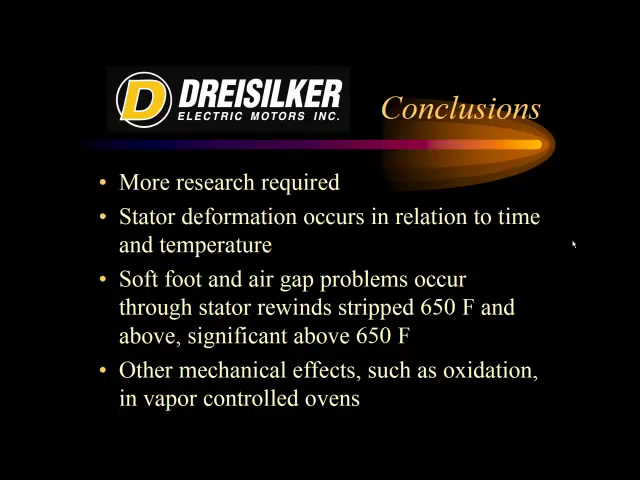 D DREISILKER
ELECTRIC MOTORS INC.
Conclusions
• More research required
• Stator deformation occurs in relation to time
and temperature
• Soft foot and air gap problems occur
through stator rewinds stripped 650 F and
above, significant above 650 F
• Other mechanical effects, such as oxidation,
in vapor controlled ovens